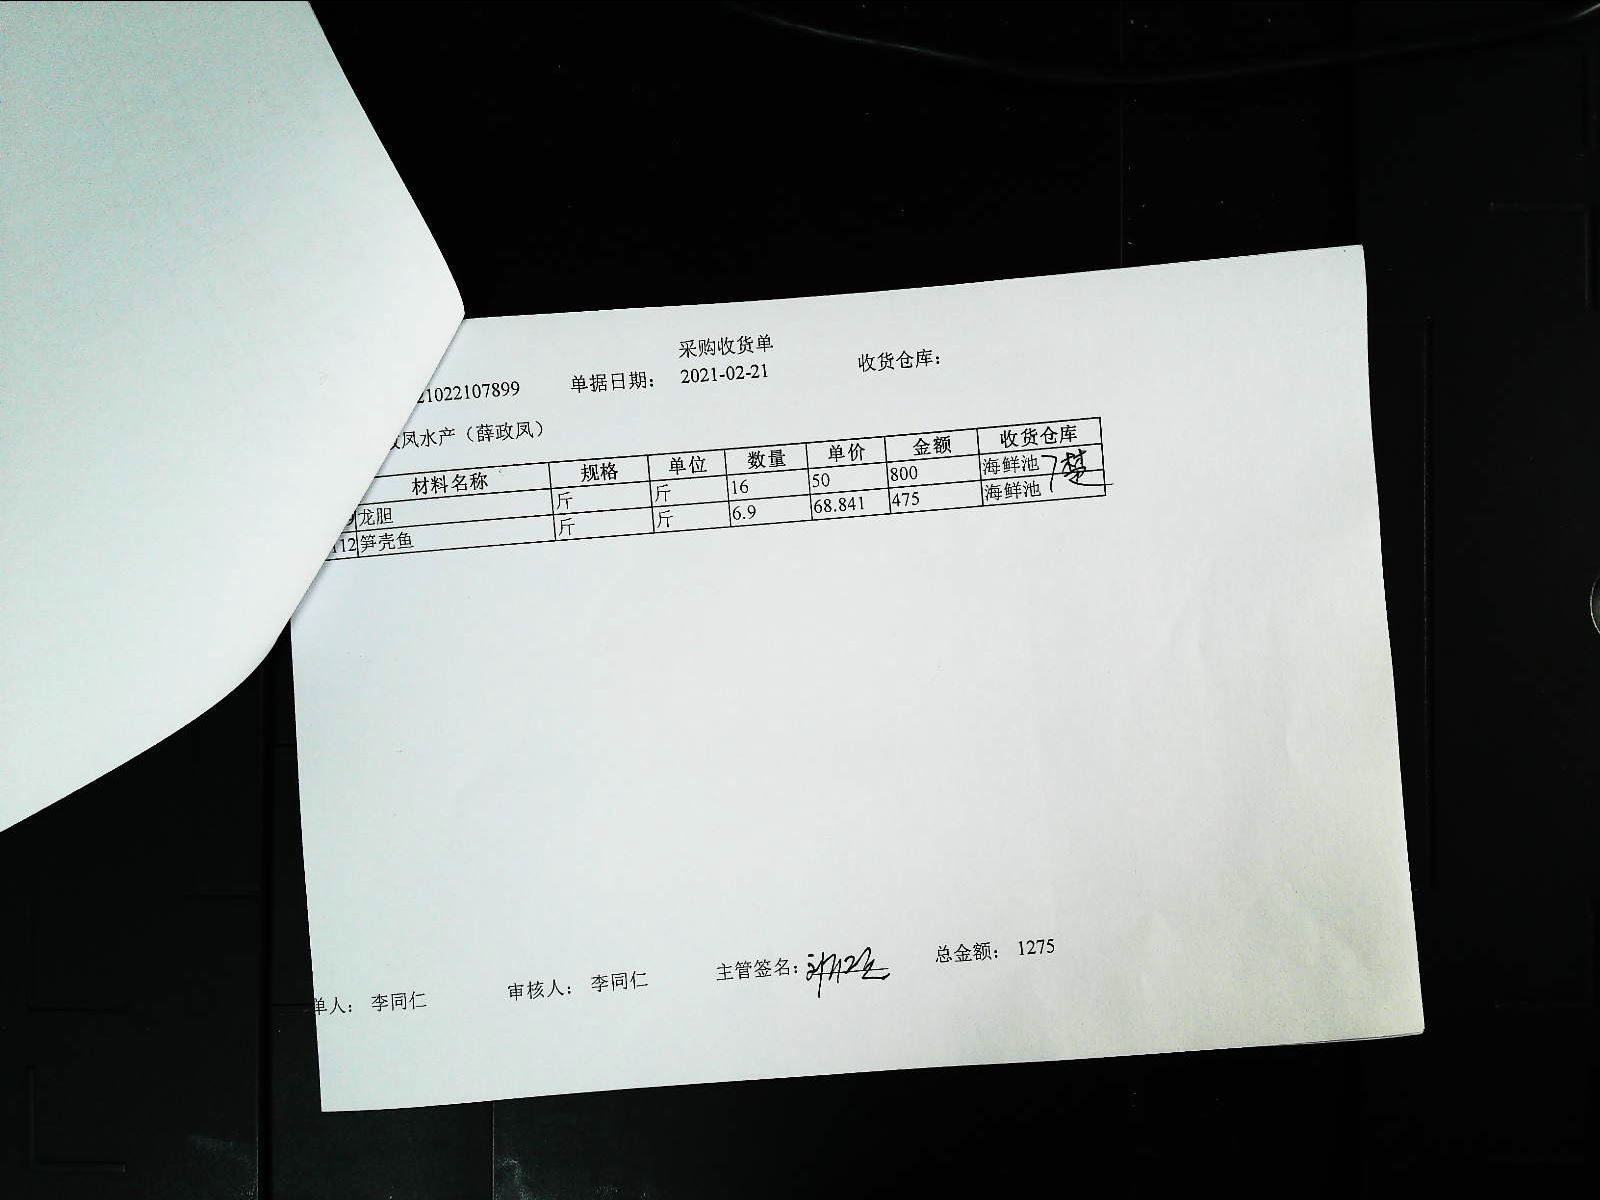 采购收货单
21022107899 单据日期： 2021-02-21 收货仓库：
凤水产（薛政凤）
材料名称 规格 单位 数量 单价 金额 收货仓库
龙胆 斤 斤 16 50 800 海鲜池
112 笋壳鱼 斤 斤 6.9 68.841 475 海鲜池
单人： 李同仁 审核人： 李同仁 主管签名： 总金额： 1275